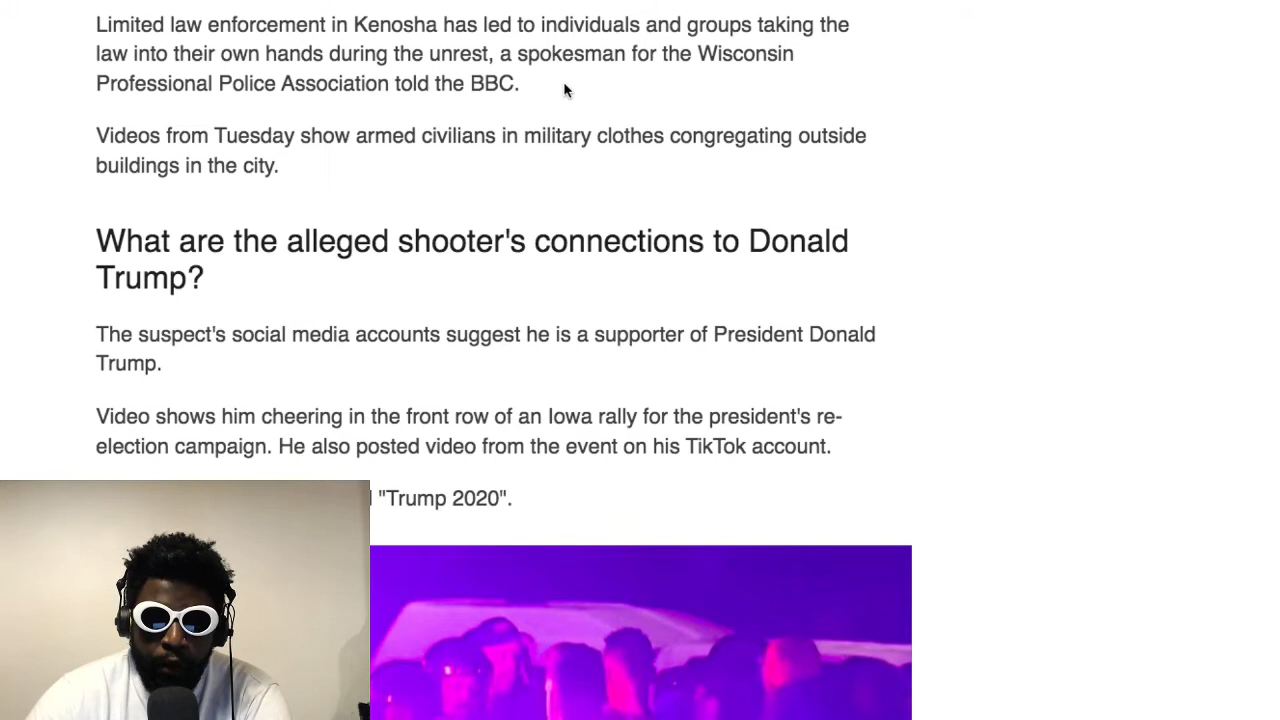 Limited law enforcement in Kenosha has led to individuals and groups taking the
law into their own hands during the unrest, a spokesman for the Wisconsin
Professional Police Association told the BBC.
Videos from Tuesday show armed civilians in military clothes congregating outside
buildings in the city.
What are the alleged shooter's connections to Donald
Trump?
The suspect's social media accounts suggest he is a supporter of President Donald
Trump.
Video shows him cheering in the front row of an Iowa rally for the president's re-
election campaign. He also posted video from the event on his TikTok account.
"Trump 2020".